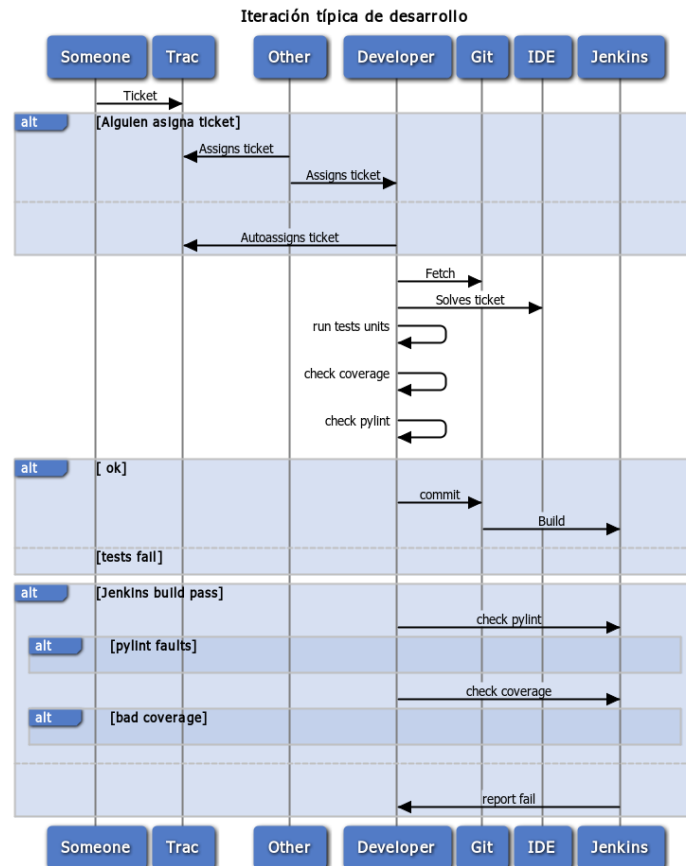 Iteración típica de desarrollo
Someone Trac Other Developer Git IDE Jenkins
Ticket
alt [Alguien asigna ticket]
Assigns ticket
Assigns ticket
Autoassigns ticket
Fetch
Solves ticket
run tests units
check coverage
check pylint
alt [ ok]
commit
Build
[tests fail]
alt [Jenkins build pass]
check pylint
alt [pylint faults]
check coverage
alt [bad coverage]
report fail
Someone Trac Other Developer Git IDE Jenkins